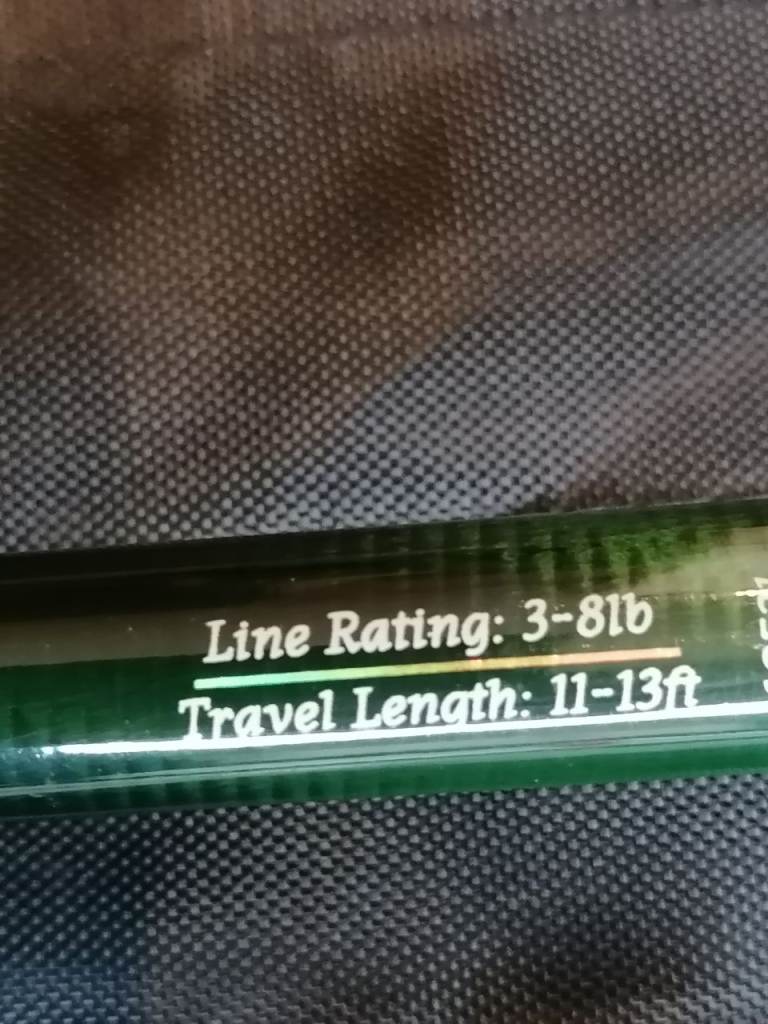 Line Rating: 3-8lb
Travel Length: 11-13ft